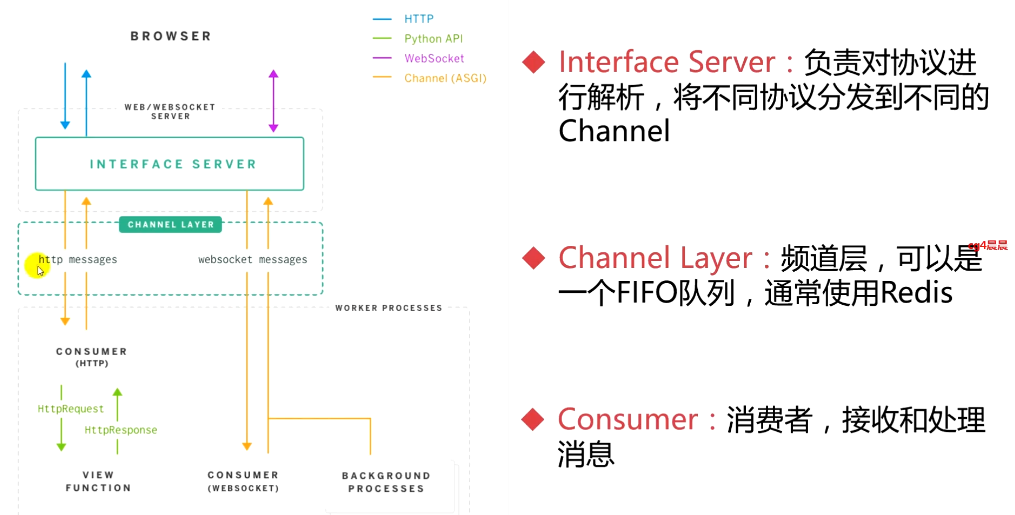 BROWSER
HTTP
Python API
WebSocket
Channel (ASGI)
WEB/WEBSOCKET
SERVER
INTERFACE SERVER
CHANNEL LAYER
http messages
websocket messages
WORKER PROCESSES
CONSUMER
(HTTP)
HttpRequest
HttpResponse
VIEW
FUNCTION
CONSUMER
(WEBSOCKET)
BACKGROUND
PROCESSES
Interface Server：负责对协议进
行解析，将不同协议分发到不同的
Channel
Channel Layer：频道层，可以是
一个FIFO队列，通常使用Redis
Consumer：消费者，接收和处理
消息